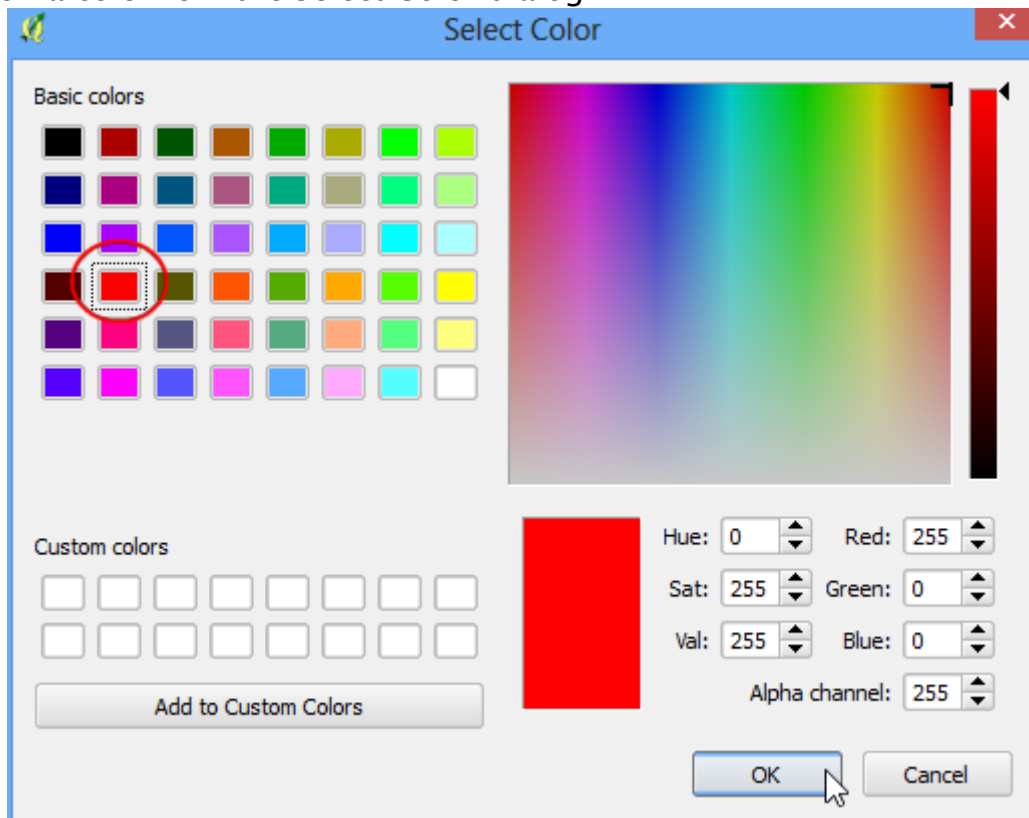 Select Color
Basic colors
Custom colors
Add to Custom Colors
Hue: 0 Red: 255
Sat: 255 Green: 0
Val: 255 Blue: 0
Alpha channel: 255
OK Cancel